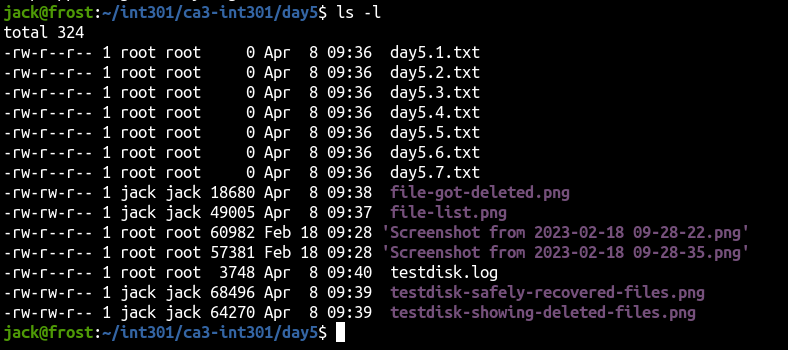 jack@frost:~/int301/ca3-int301/day5$ ls -l
total 324
-rw-r--r-- 1 root root     0 Apr  8 09:36  day5.1.txt
-rw-r--r-- 1 root root     0 Apr  8 09:36  day5.2.txt
-rw-r--r-- 1 root root     0 Apr  8 09:36  day5.3.txt
-rw-r--r-- 1 root root     0 Apr  8 09:36  day5.4.txt
-rw-r--r-- 1 root root     0 Apr  8 09:36  day5.5.txt
-rw-r--r-- 1 root root     0 Apr  8 09:36  day5.6.txt
-rw-r--r-- 1 root root     0 Apr  8 09:36  day5.7.txt
-rw-rw-r-- 1 jack jack 18680 Apr  8 09:38  file-got-deleted.png
-rw-rw-r-- 1 jack jack 49005 Apr  8 09:37  file-list.png
-rw-rw-r-- 1 root root 60982 Feb 18 09:28 'Screenshot from 2023-02-18 09-28-22.png'
-rw-rw-r-- 1 root root 57381 Feb 18 09:28 'Screenshot from 2023-02-18 09-28-35.png'
-rw-r--r-- 1 root root  3748 Apr  8 09:40  testdisk.log
-rw-rw-r-- 1 jack jack 68496 Apr  8 09:39  testdisk-safely-recovered-files.png
-rw-rw-r-- 1 jack jack 64270 Apr  8 09:39  testdisk-showing-deleted-files.png
jack@frost:~/int301/ca3-int301/day5$